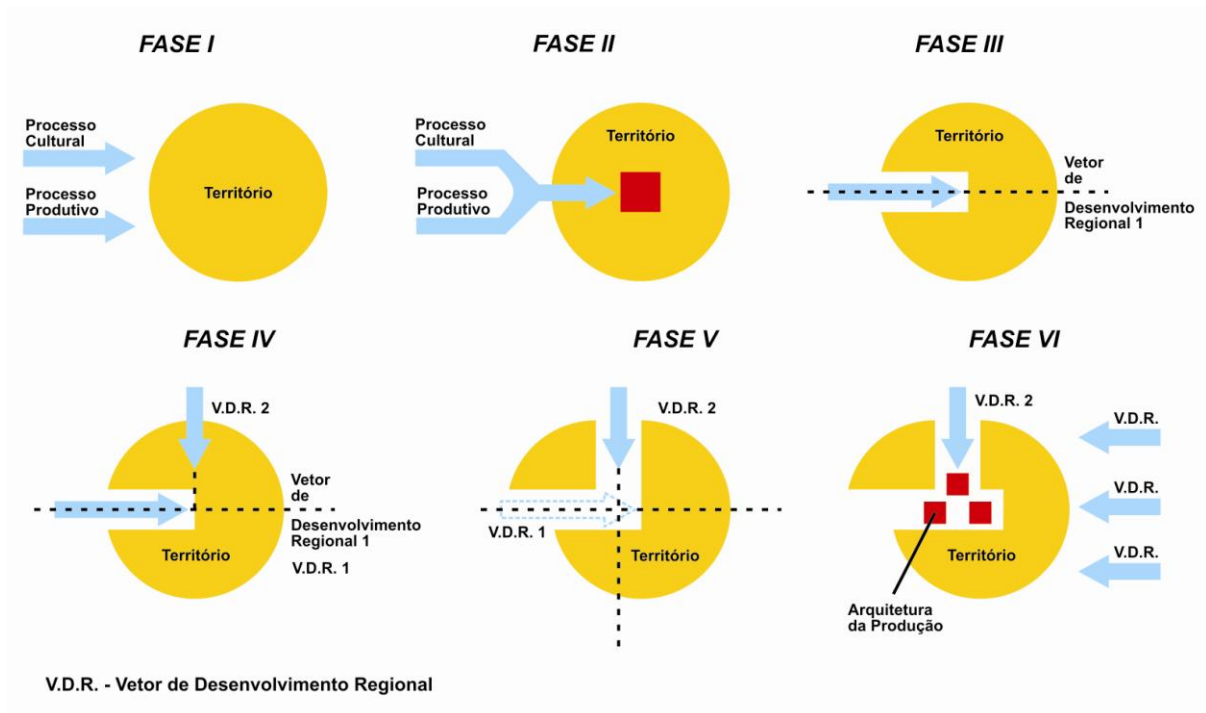 FASE I
Processo
Cultural
Processo
Produtivo
Território
FASE II
Processo
Cultural
Processo
Produtivo
Território
FASE III
Território
Vetor
de
Desenvolvimento
Regional 1
FASE IV
V.D.R. 2
Vetor
de
Desenvolvimento
Regional 1
V.D.R. 1
Território
FASE V
V.D.R. 2
V.D.R. 1
Território
FASE VI
V.D.R. 2
V.D.R.
V.D.R.
V.D.R.
Território
Arquitetura
da Produção
V.D.R. - Vetor de Desenvolvimento Regional